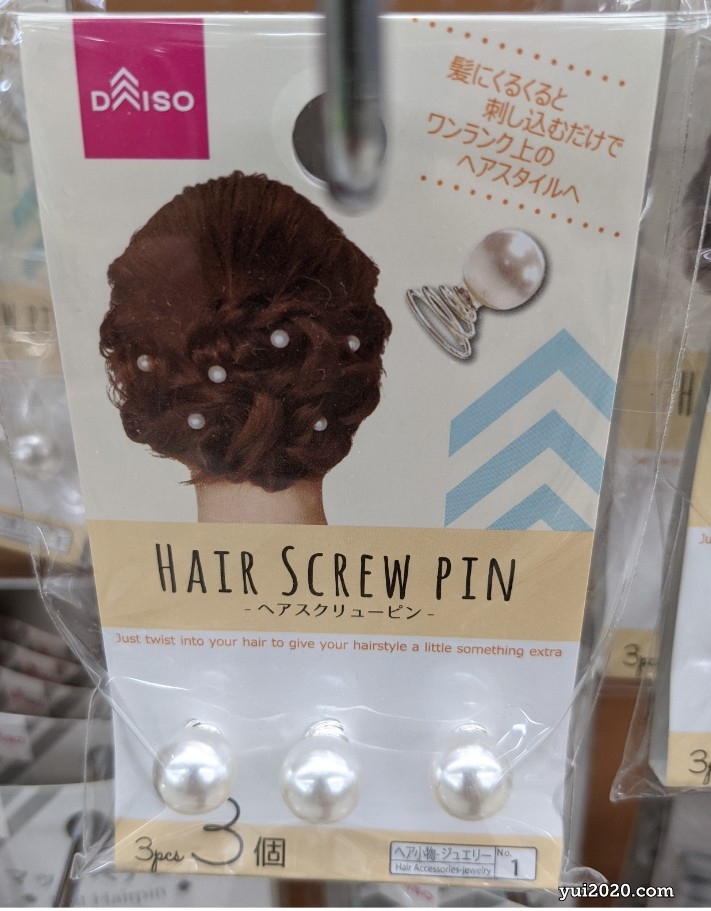 DAISO
髪にくるくると
刺し込むだけで
ワンランク上の
ヘアスタイルへ
HAIR SCREW PIN
-ヘアスクリューピン-
Just twist into your hair to give your hairstyle a little something extra
3pcs 3個
ヘア小物-ジュエリー No. 1
Hair Accessories-jewelry
3pc
Hairpin
yui2020.com